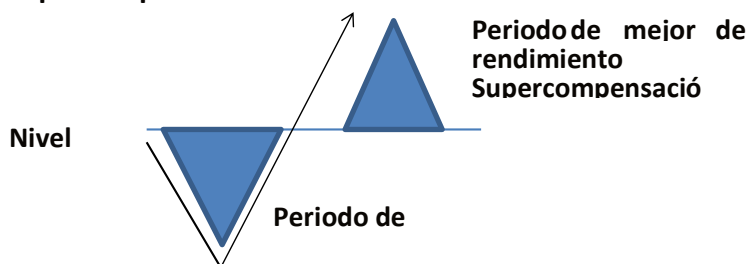 Periodo de mejor de
rendimiento
Supercompensació
Nivel
Periodo de